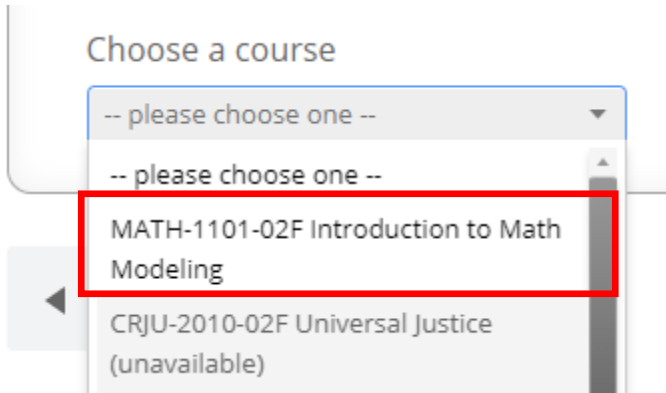 Choose a course
-- please choose one --
-- please choose one --
MATH-1101-02F Introduction to Math
Modeling
CRJU-2010-02F Universal Justice
(unavailable)